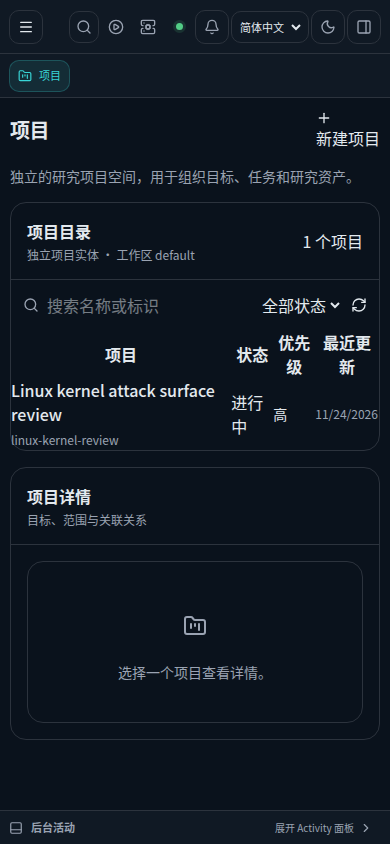 简体中文
项目
项目
新建项目
独立的研究项目空间，用于组织目标、任务和研究资产。
项目目录
独立项目实体 · 工作区 default
1 个项目
搜索名称或标识
全部状态
项目 状态 优先级 最近更新
Linux kernel attack surface review
linux-kernel-review
进行中 高 11/24/2026
项目详情
目标、范围与关联关系
选择一个项目查看详情。
后台活动
展开 Activity 面板